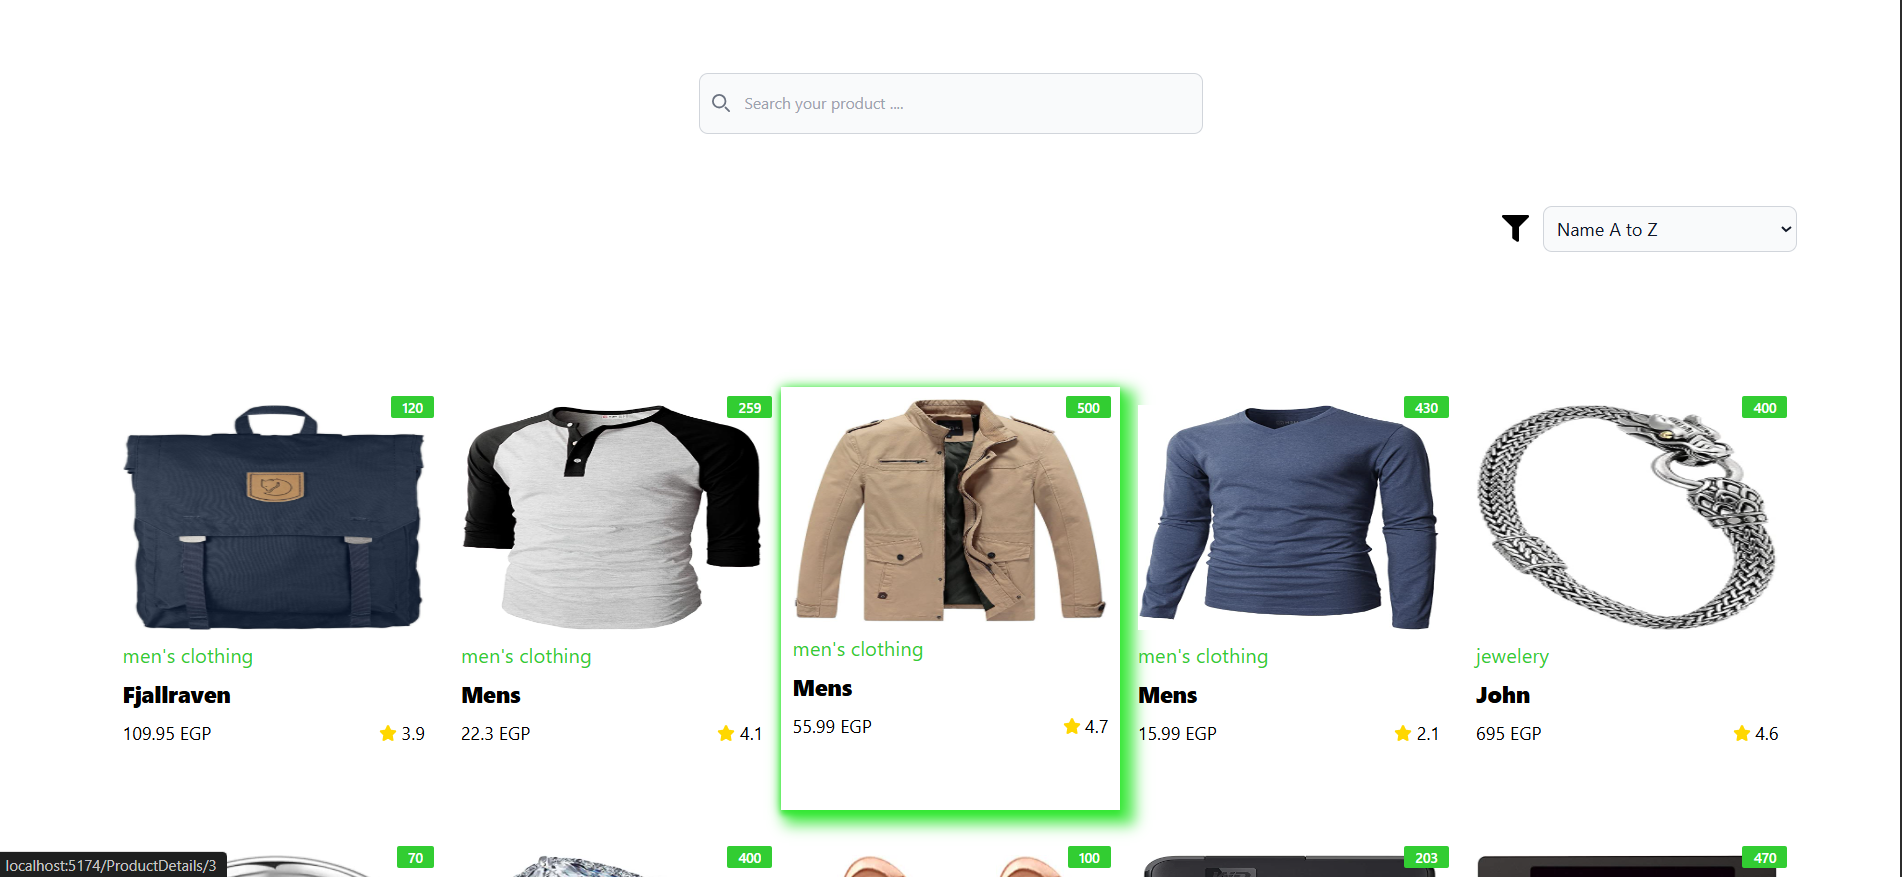 Search your product ....
Name A to Z
120
259
500
430
400
men's clothing
Fjallraven
109.95 EGP
3.9
men's clothing
Mens
22.3 EGP
4.1
men's clothing
Mens
55.99 EGP
4.7
men's clothing
Mens
15.99 EGP
2.1
jewelery
John
695 EGP
4.6
70
400
100
203
470
localhost:5174/ProductDetails/3